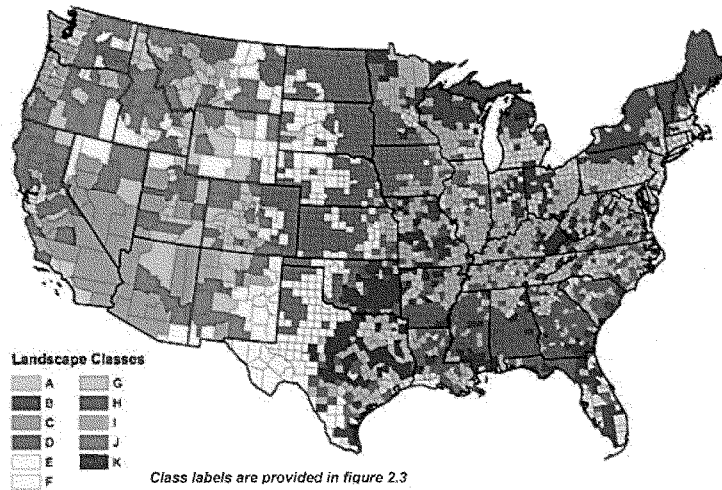 Landscape Classes
A G
B H
C I
D J
E K
F
Class labels are provided in figure 2.3